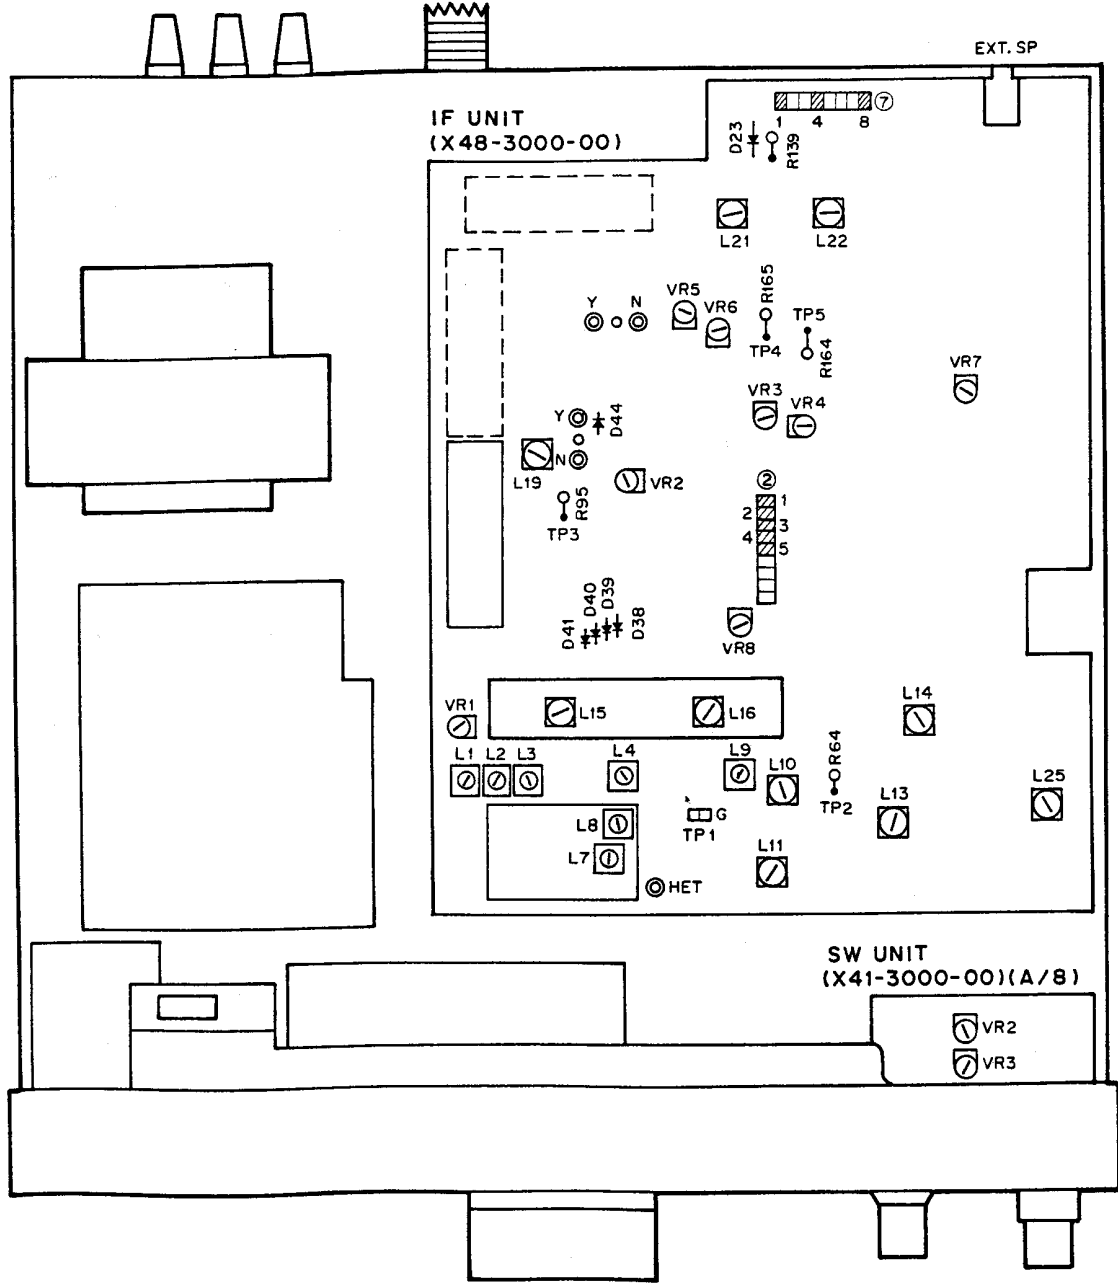 EXT. SP
IF UNIT
(X48-3000-00)
⑦
1 4 8
D23
R139
L21
L22
Y N
VR5
VR6
R165
TP4
TP5
R164
VR7
VR3
VR4
Y
D44
N
L19
VR2
R95
TP3
②
1
2
3
4
5
D41
D40
D39
D38
VR8
VR1
L15
L16
L14
L1 L2 L3
L4
L9
L10
R64
TP2
L13
L25
L8
L7
TP1
G
L11
HET
SW UNIT
(X41-3000-00)(A/8)
VR2
VR3